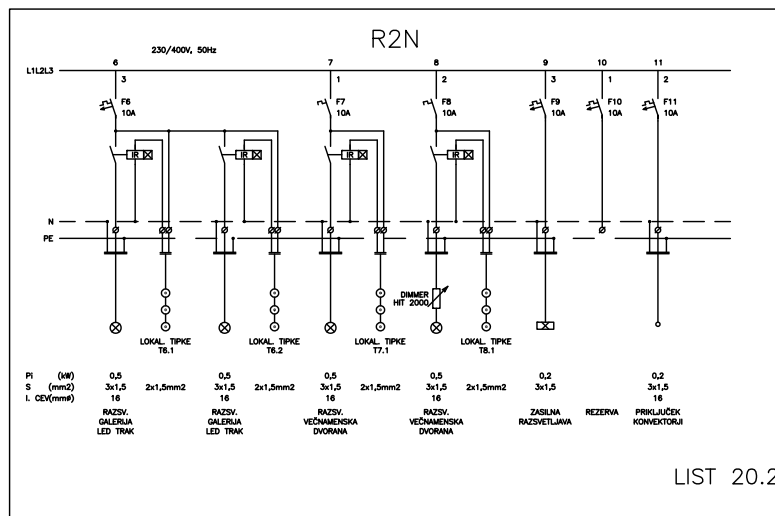 R2N
230/400V, 50Hz
6 7 8 9 10 11
L1L2L3
3 1 2 3 1 2
F6 F7 F8 F9 F10 F11
10A 10A 10A 10A 10A 10A
IR IR IR IR
N
PE
DIMMER
HIT 2000
LOKAL. TIPKE LOKAL. TIPKE LOKAL. TIPKE LOKAL. TIPKE
T6.1 T6.2 T7.1 T8.1
Pi (kW) 0,5 0,5 0,5 0,5 0,2 0,2
S (mm2) 3x1,5 2x1,5mm2 3x1,5 2x1,5mm2 3x1,5 2x1,5mm2 3x1,5 2x1,5mm2 3x1,5 3x1,5
I. CEV(mmø) 16 16 16 16 16
RAZSV. RAZSV. RAZSV. RAZSV. ZASILNA REZERVA PRIKLJUČEK
GALERIJA GALERIJA VEČNAMENSKA VEČNAMENSKA RAZSVETLJAVA KONVEKTORJI
LED TRAK LED TRAK DVORANA DVORANA
LIST 20.2